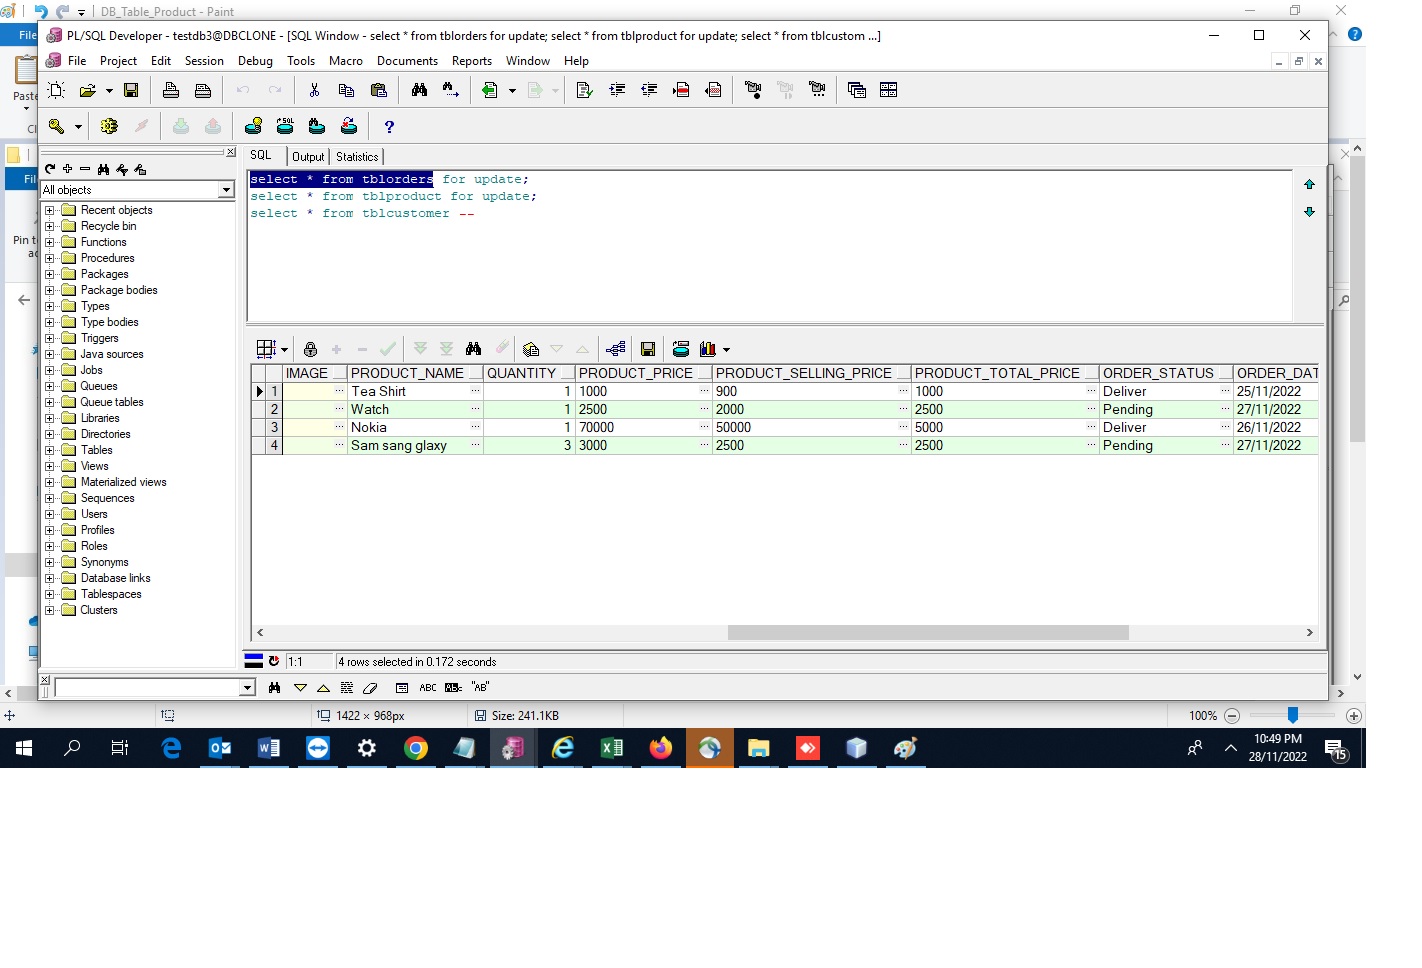 DB_Table_Product - Paint
File
PL/SQL Developer - testdb3@DBCLONE - [SQL Window - select * from tblorders for update; select * from tblproduct for update; select * from tblcustom ...]
File Project Edit Session Debug Tools Macro Documents Reports Window Help
Paste
Cl
SQL Output Statistics
Fil
select * from tblorders for update;
All objects
select * from tblproduct for update;
Recent objects
select * from tblcustomer --
Recycle bin
Pin t
Functions
ac
Procedures
Packages
Package bodies
Types
Type bodies
Triggers
Java sources
Jobs
Queues
Queue tables
Libraries
Directories
Tables
Views
Materialized views
Sequences
Users
Profiles
Roles
Synonyms
Database links
Tablespaces
Clusters
IMAGE PRODUCT_NAME QUANTITY PRODUCT_PRICE PRODUCT_SELLING_PRICE PRODUCT_TOTAL_PRICE ORDER_STATUS ORDER_DAT
1 Tea Shirt 1 1000 900 1000 Deliver 25/11/2022
2 Watch 1 2500 2000 2500 Pending 27/11/2022
3 Nokia 1 70000 50000 5000 Deliver 26/11/2022
4 Sam sang glaxy 3 3000 2500 2500 Pending 27/11/2022
1:1 4 rows selected in 0.172 seconds
ABC "AB"
1422 × 968px Size: 241.1KB 100%
10:49 PM
28/11/2022
15